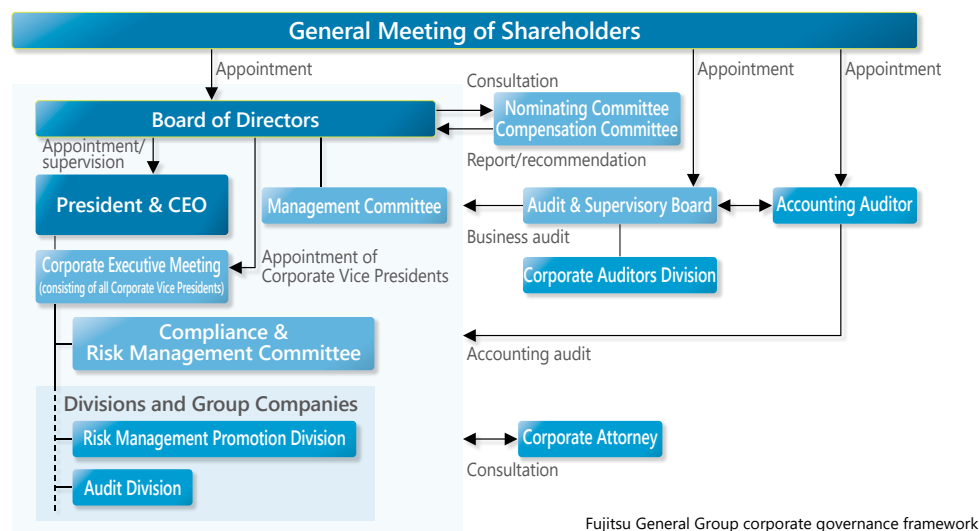 General Meeting of Shareholders
Appointment
Appointment
Appointment
Consultation
Board of Directors
Nominating Committee
Compensation Committee
Report/recommendation
Appointment/
supervision
President & CEO
Management Committee
Audit & Supervisory Board
Accounting Auditor
Business audit
Corporate Executive Meeting
(consisting of all Corporate Vice Presidents)
Appointment of
Corporate Vice Presidents
Corporate Auditors Division
Compliance &
Risk Management Committee
Accounting audit
Divisions and Group Companies
Risk Management Promotion Division
Corporate Attorney
Consultation
Audit Division
Fujitsu General Group corporate governance framework